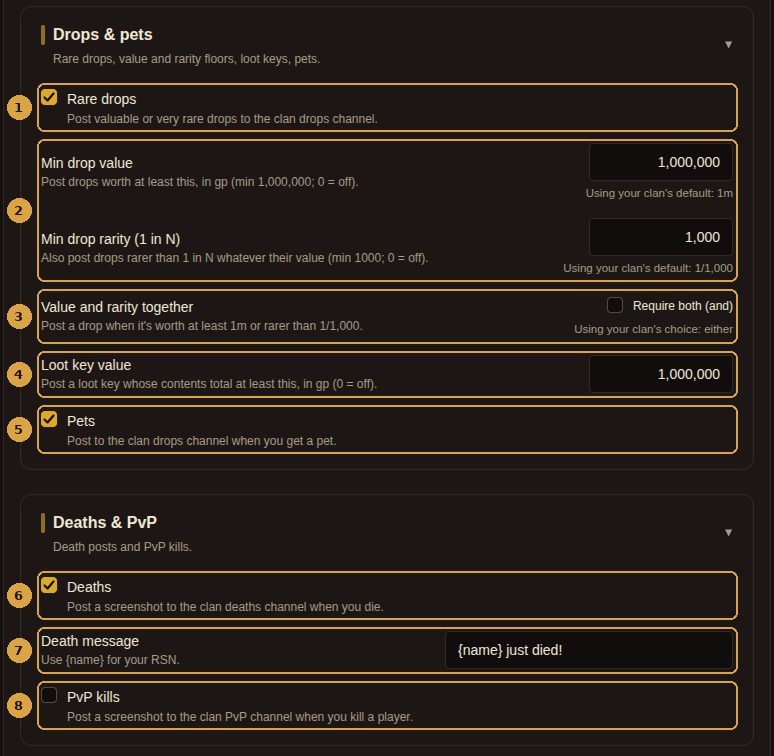 Drops & pets
▼
Rare drops, value and rarity floors, loot keys, pets.
1
Rare drops
Post valuable or very rare drops to the clan drops channel.
2
Min drop value
1,000,000
Post drops worth at least this, in gp (min 1,000,000; 0 = off).
Using your clan's default: 1m
Min drop rarity (1 in N)
1,000
Also post drops rarer than 1 in N whatever their value (min 1000; 0 = off).
Using your clan's default: 1/1,000
3
Value and rarity together
Require both (and)
Post a drop when it's worth at least 1m or rarer than 1/1,000.
Using your clan's choice: either
4
Loot key value
1,000,000
Post a loot key whose contents total at least this, in gp (0 = off).
5
Pets
Post to the clan drops channel when you get a pet.
Deaths & PvP
▼
Death posts and PvP kills.
6
Deaths
Post a screenshot to the clan deaths channel when you die.
7
Death message
{name} just died!
Use {name} for your RSN.
8
PvP kills
Post a screenshot to the clan PvP channel when you kill a player.